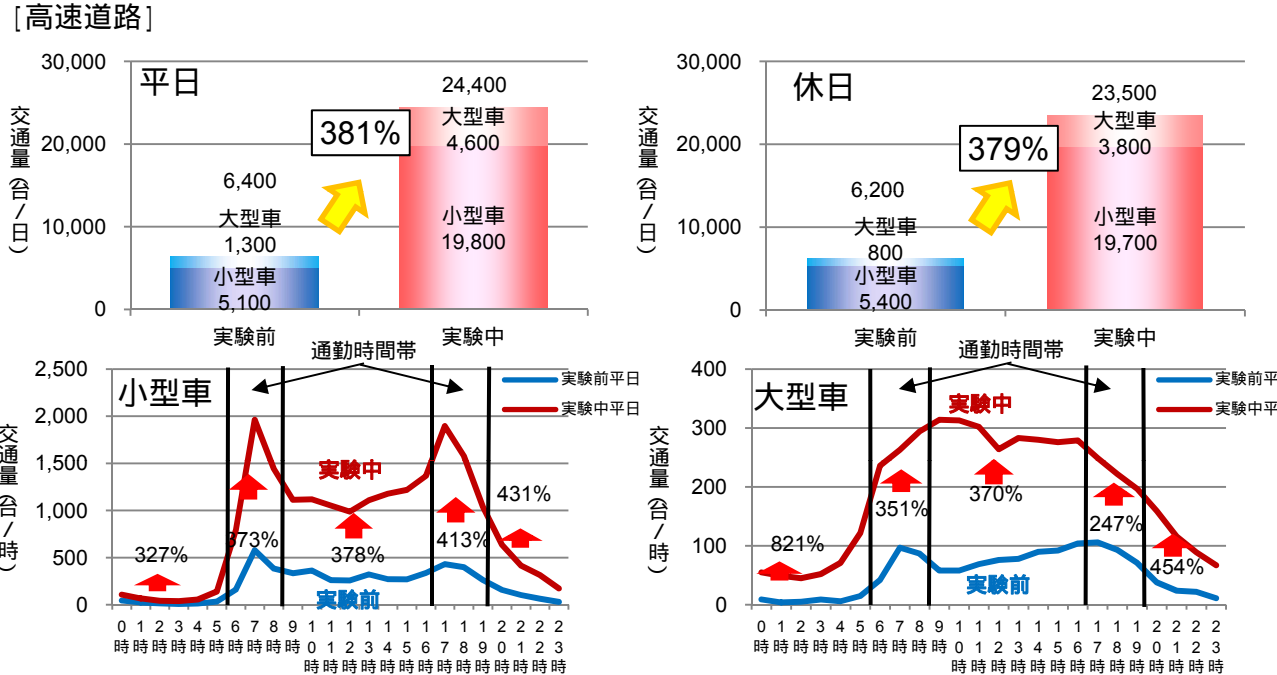 [高速道路]
30,000
20,000
10,000
0
交通量(台/日)
平日
6,400
大型車
1,300
小型車
5,100
381%
24,400
大型車
4,600
小型車
19,800
実験前
実験中
30,000
20,000
10,000
0
交通量(台/日)
休日
6,200
大型車
800
小型車
5,400
379%
23,500
大型車
3,800
小型車
19,700
実験前
実験中
2,500
2,000
1,500
1,000
500
0
交通量(台/時)
小型車
通勤時間帯
実験前平日
実験中平日
実験中
実験前
327%
373%
378%
413%
431%
0時 1時 2時 3時 4時 5時 6時 7時 8時 9時 10時 11時 12時 13時 14時 15時 16時 17時 18時 19時 20時 21時 22時 23時
400
300
200
100
0
交通量(台/時)
大型車
通勤時間帯
実験前平
実験中平
実験中
実験前
821%
351%
370%
247%
454%
0時 1時 2時 3時 4時 5時 6時 7時 8時 9時 10時 11時 12時 13時 14時 15時 16時 17時 18時 19時 20時 21時 22時 23時